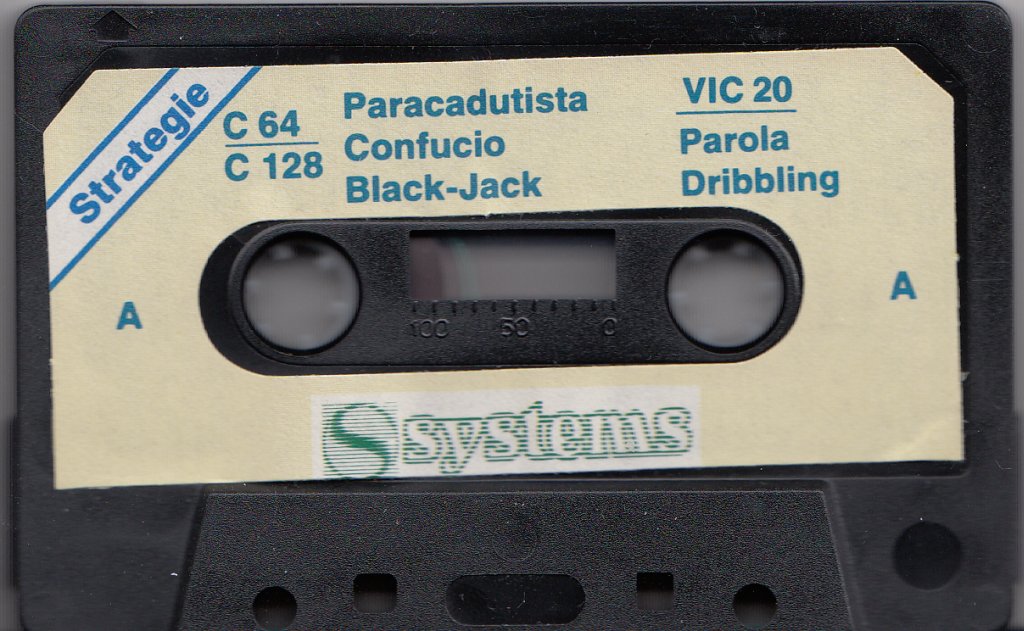 Strategie
C 64
C 128
Paracadutista
Confucio
Black-Jack
VIC 20
Parola
Dribbling
A
A
100 50 0
S systems